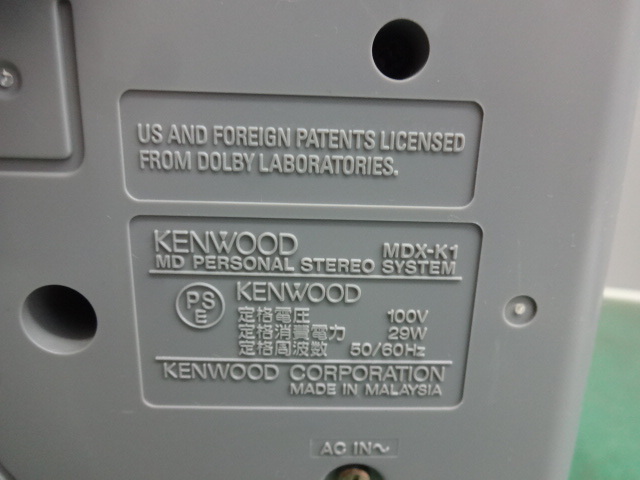 US AND FOREIGN PATENTS LICENSED
FROM DOLBY LABORATORIES.
KENWOOD MDX-K1
MD PERSONAL STEREO SYSTEM
PS
E
KENWOOD
定格電圧 100V
定格消費電力 29W
定格周波数 50/60Hz
KENWOOD CORPORATION
MADE IN MALAYSIA
AC IN~